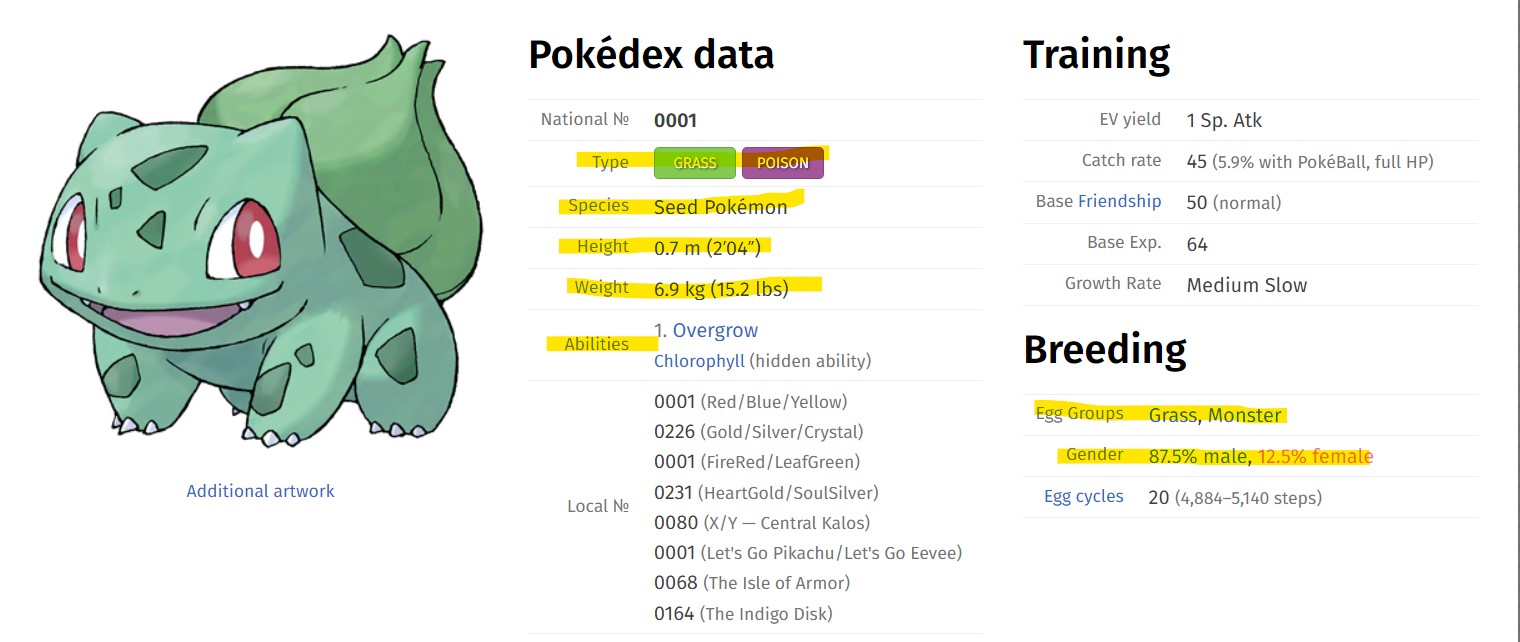 Additional artwork
Pokédex data
National № 0001
Type GRASS POISON
Species Seed Pokémon
Height 0.7 m (2′04″)
Weight 6.9 kg (15.2 lbs)
Abilities 1. Overgrow
Chlorophyll (hidden ability)
Local № 0001 (Red/Blue/Yellow)
0226 (Gold/Silver/Crystal)
0001 (FireRed/LeafGreen)
0231 (HeartGold/SoulSilver)
0080 (X/Y — Central Kalos)
0001 (Let's Go Pikachu/Let's Go Eevee)
0068 (The Isle of Armor)
0164 (The Indigo Disk)
Training
EV yield 1 Sp. Atk
Catch rate 45 (5.9% with PokéBall, full HP)
Base Friendship 50 (normal)
Base Exp. 64
Growth Rate Medium Slow
Breeding
Egg Groups Grass, Monster
Gender 87.5% male, 12.5% female
Egg cycles 20 (4,884–5,140 steps)